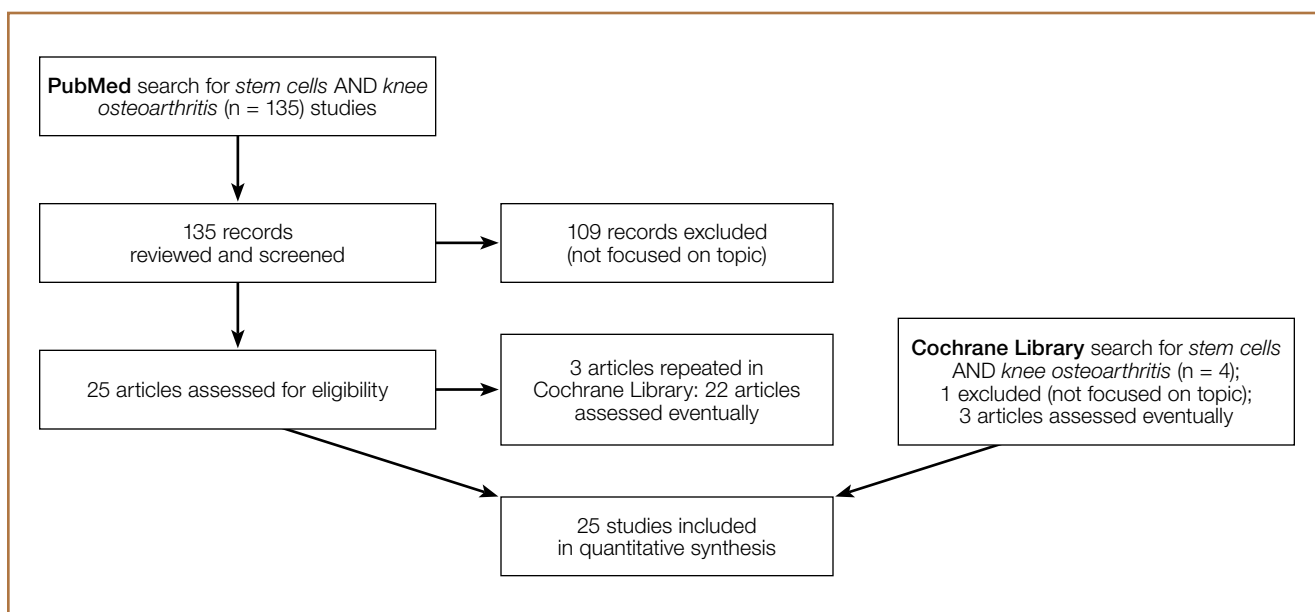 PubMed search for stem cells AND knee
osteoarthritis (n = 135) studies
135 records
reviewed and screened
109 records excluded
(not focused on topic)
25 articles assessed for eligibility
3 articles repeated in
Cochrane Library: 22 articles
assessed eventually
Cochrane Library search for stem cells
AND knee osteoarthritis (n = 4);
1 excluded (not focused on topic);
3 articles assessed eventually
25 studies included
in quantitative synthesis